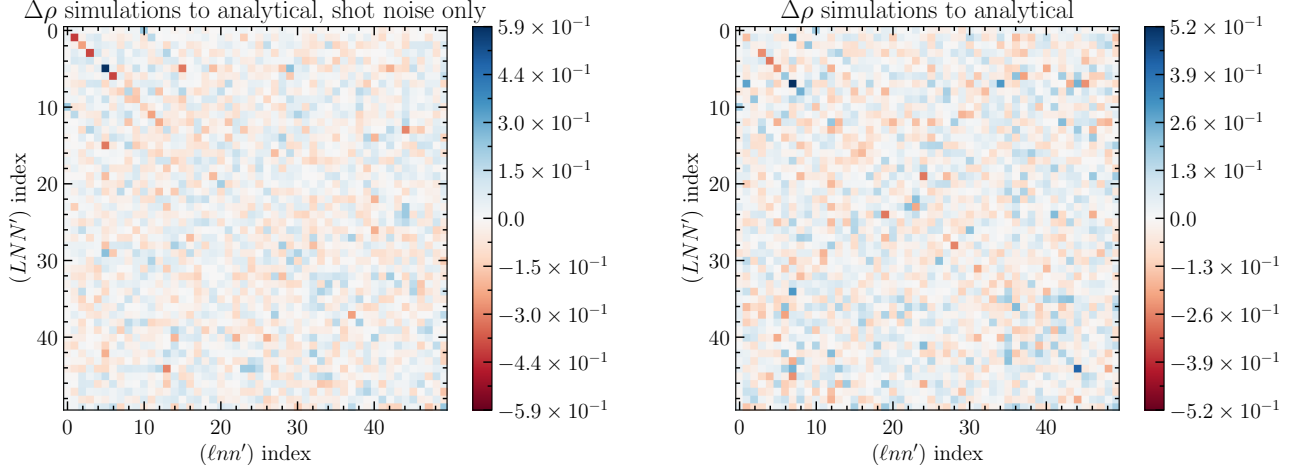 Δρ simulations to analytical, shot noise only
0
10
20
30
40
(LNN′) index
0 10 20 30 40
(ℓnn′) index
5.9 × 10⁻¹
4.4 × 10⁻¹
3.0 × 10⁻¹
1.5 × 10⁻¹
0.0
−1.5 × 10⁻¹
−3.0 × 10⁻¹
−4.4 × 10⁻¹
−5.9 × 10⁻¹
Δρ simulations to analytical
0
10
20
30
40
(LNN′) index
0 10 20 30 40
(ℓnn′) index
5.2 × 10⁻¹
3.9 × 10⁻¹
2.6 × 10⁻¹
1.3 × 10⁻¹
0.0
−1.3 × 10⁻¹
−2.6 × 10⁻¹
−3.9 × 10⁻¹
−5.2 × 10⁻¹